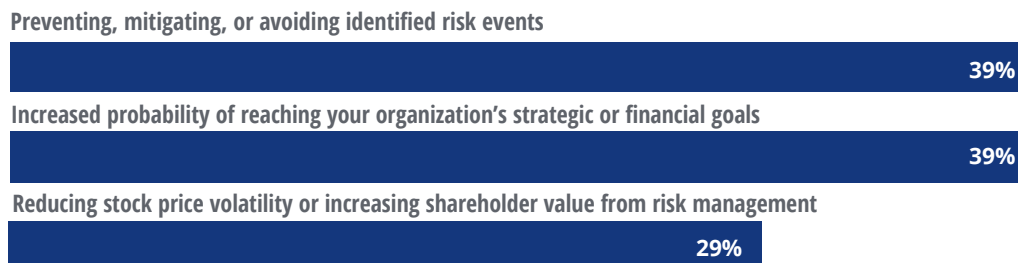 Preventing, mitigating, or avoiding identified risk events
39%
Increased probability of reaching your organization’s strategic or financial goals
39%
Reducing stock price volatility or increasing shareholder value from risk management
29%